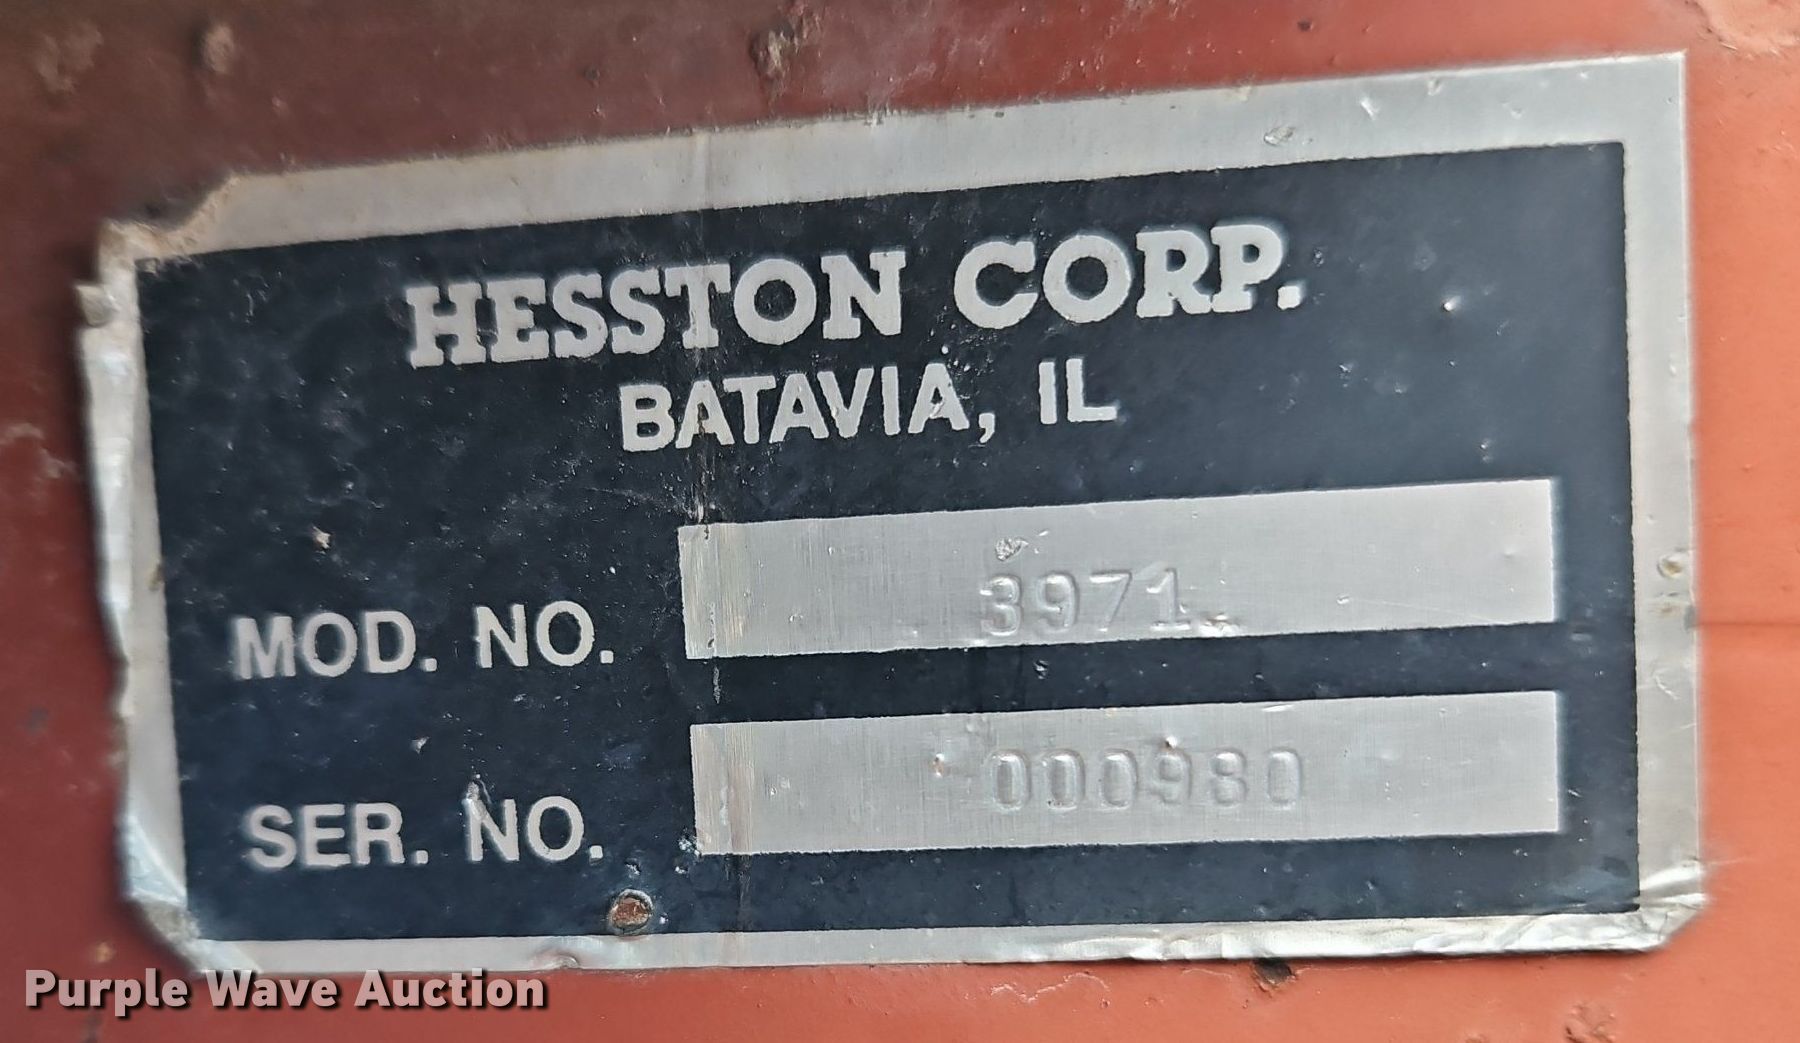 HESSTON CORP.
BATAVIA, IL
MOD. NO. 3971
SER. NO. 000980
Purple Wave Auction